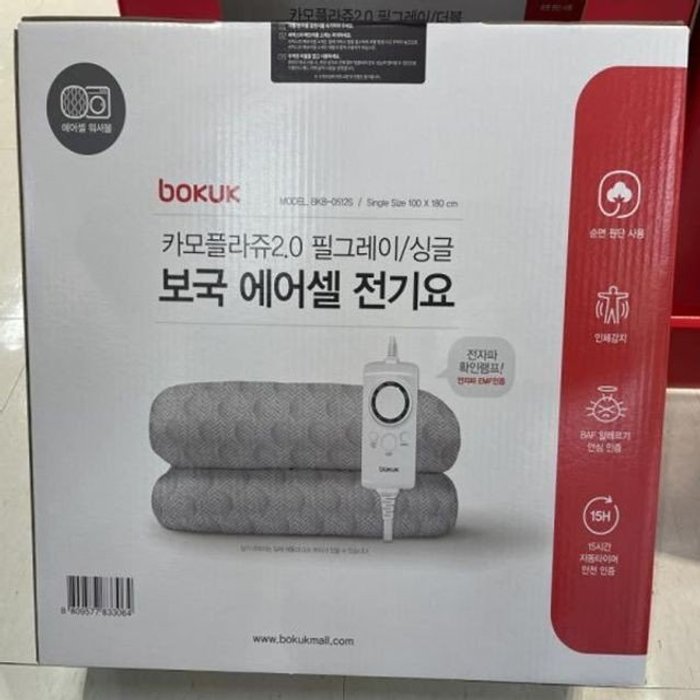 카모플라쥬2.0 필그레이/더블
에어셀 워셔블
bokuk
MODEL. BKB-0512S / Single Size 100 X 180 cm
카모플라쥬2.0 필그레이/싱글
보국 에어셀 전기요
전자파
확인램프!
전자파 EMF인증
bokuk
순면 원단 사용
인체감지
BAF 알레르기
안심 인증
15H
15시간
자동타이머
안전 인증
8 809577 833064
www.bokukmall.com